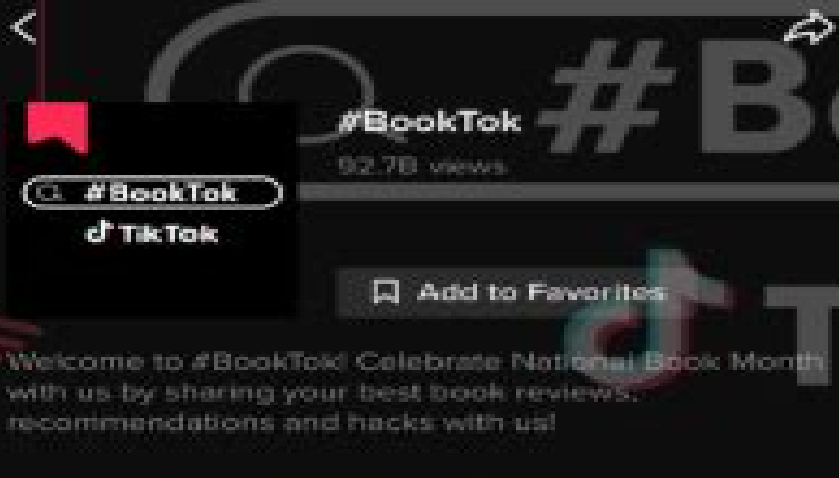 #B
#BookTok
92.7B views
#BookTok
TikTok
Add to Favorites
T
Welcome to #BookTok! Celebrate National Book Month
with us by sharing your best book reviews,
recommendations and hacks with us!